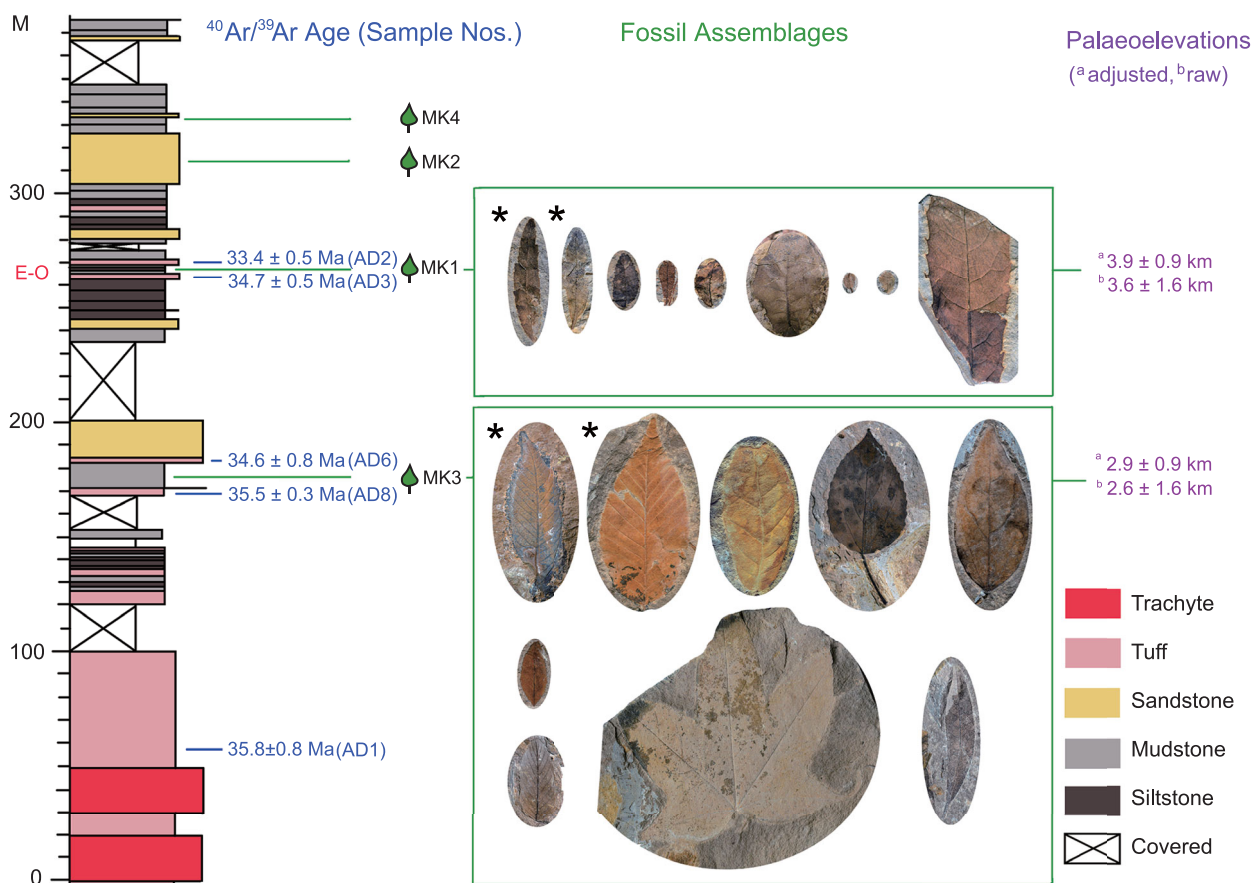 M
⁴⁰Ar/³⁹Ar Age (Sample Nos.)
Fossil Assemblages
Palaeoelevations
(ᵃ adjusted, ᵇ raw)
MK4
MK2
300
* *
33.4 ± 0.5 Ma (AD2)
E-O
MK1
34.7 ± 0.5 Ma (AD3)
ᵃ 3.9 ± 0.9 km
ᵇ 3.6 ± 1.6 km
200
* *
34.6 ± 0.8 Ma (AD6)
MK3
35.5 ± 0.3 Ma (AD8)
ᵃ 2.9 ± 0.9 km
ᵇ 2.6 ± 1.6 km
100
35.8±0.8 Ma (AD1)
0
Trachyte
Tuff
Sandstone
Mudstone
Siltstone
Covered